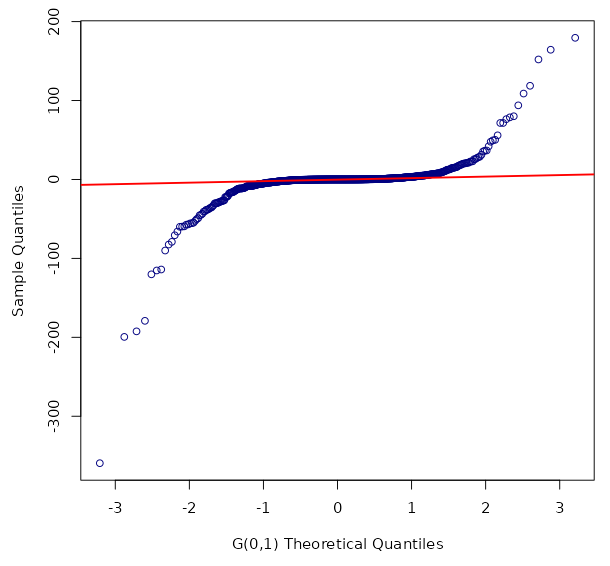 200
100
0
-100
-200
-300
Sample Quantiles
-3 -2 -1 0 1 2 3
G(0,1) Theoretical Quantiles